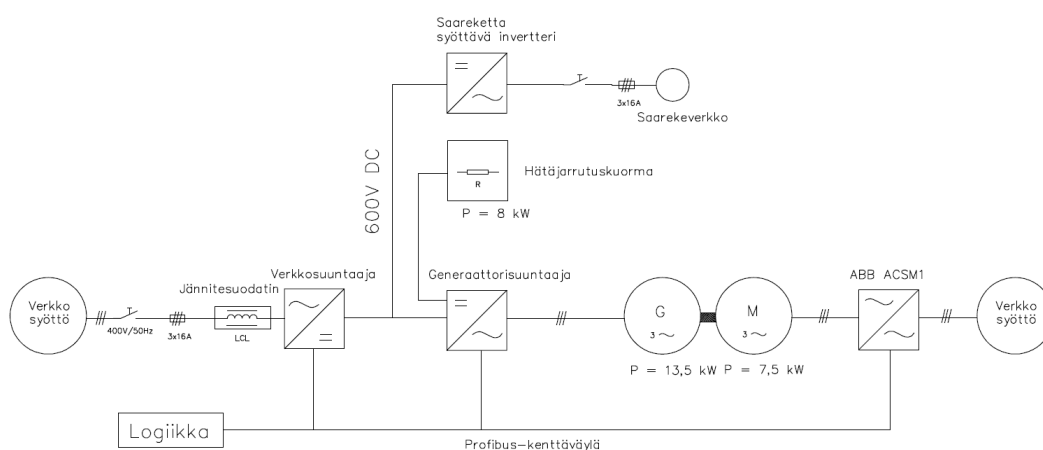 Saareketta
syöttävä invertteri
3x16A
Saarekeverkko
600V DC
R
Hätäjarrutuskuorma
P = 8 kW
Verkkosuuntaaja
Generaattorisuuntaaja
ABB ACSM1
Jännitesuodatin
Verkko
syöttö
400V/50Hz
3x16A
LCL
G
3
M
3
Verkko
syöttö
P = 13,5 kW
P = 7,5 kW
Logiikka
Profibus-kenttäväylä